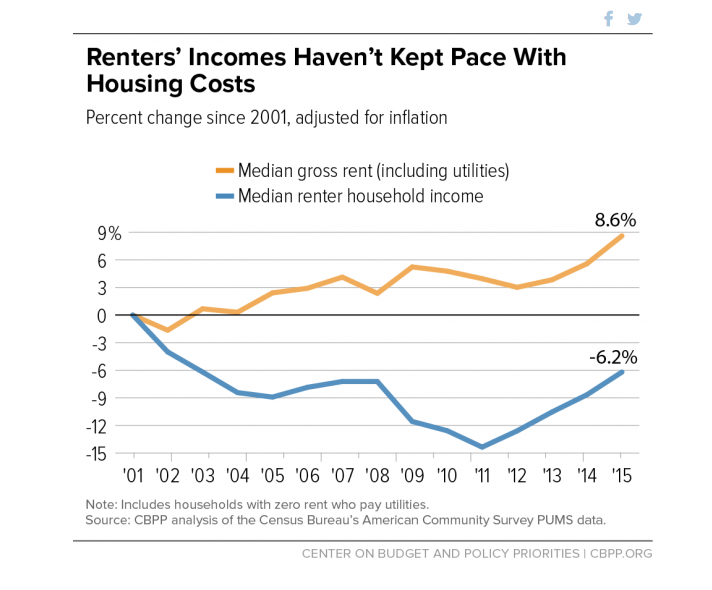 Renters’ Incomes Haven’t Kept Pace With
Housing Costs
Percent change since 2001, adjusted for inflation
Median gross rent (including utilities)
Median renter household income
8.6%
9%
6
3
0
-3
-6.2%
-6
-9
-12
-15
'01 '02 '03 '04 '05 '06 '07 '08 '09 '10 '11 '12 '13 '14 '15
Note: Includes households with zero rent who pay utilities.
Source: CBPP analysis of the Census Bureau’s American Community Survey PUMS data.
CENTER ON BUDGET AND POLICY PRIORITIES | CBPP.ORG